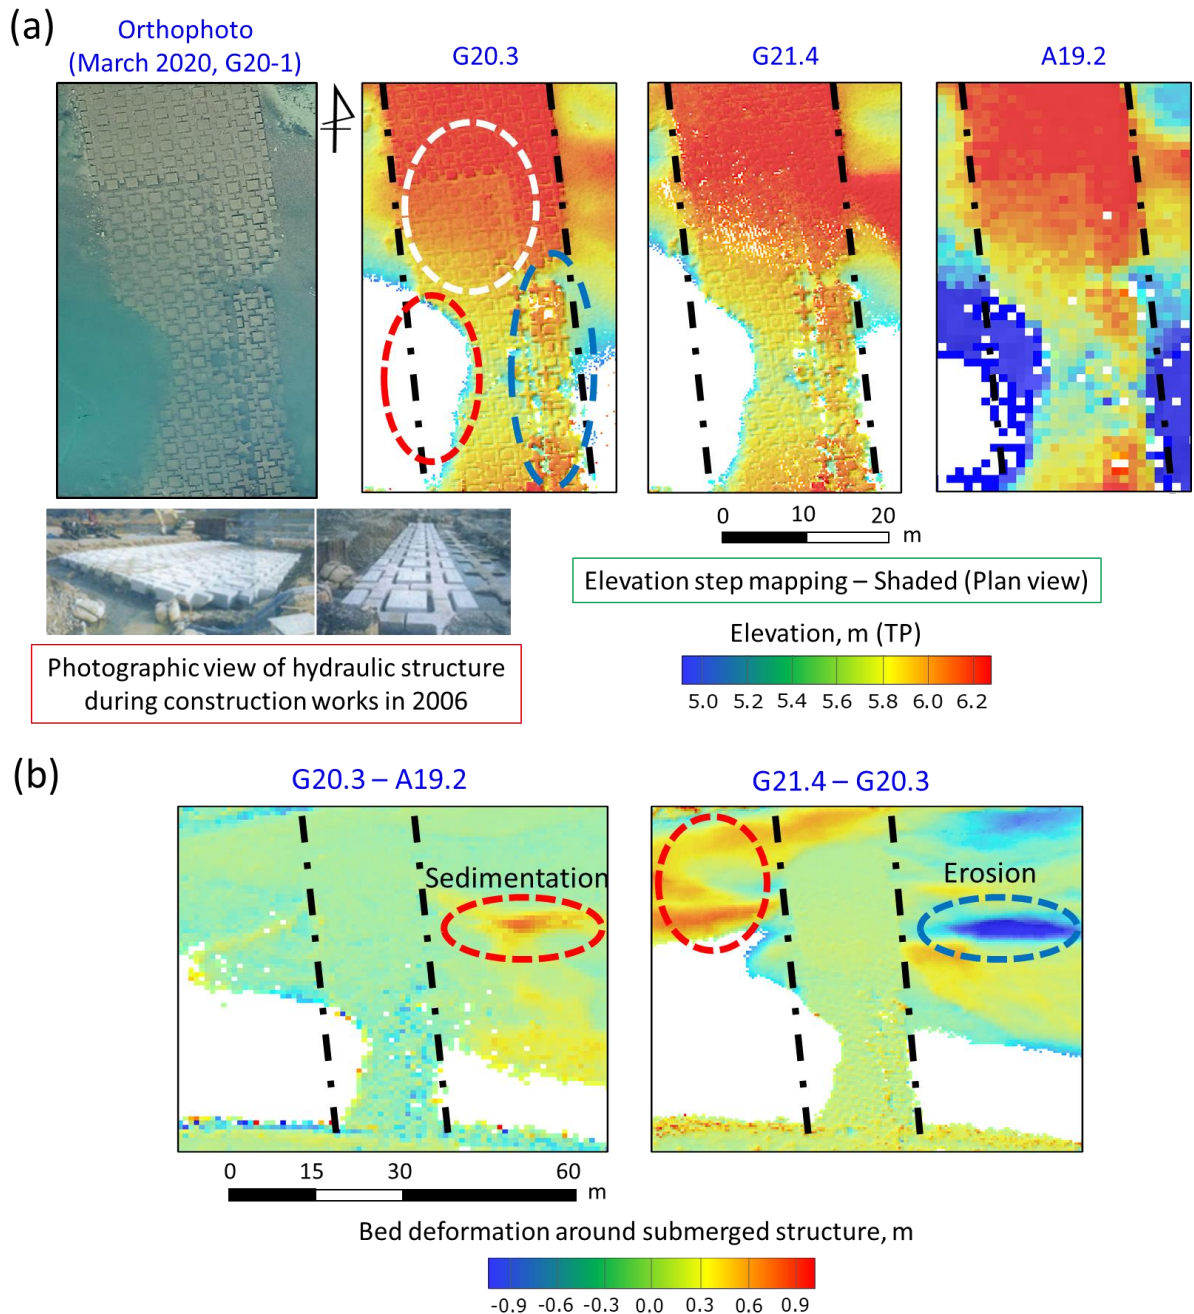 (a)
Orthophoto
(March 2020, G20-1)
G20.3
G21.4
A19.2
0 10 20 m
Elevation step mapping – Shaded (Plan view)
Photographic view of hydraulic structure
during construction works in 2006
Elevation, m (TP)
5.0 5.2 5.4 5.6 5.8 6.0 6.2
(b)
G20.3 – A19.2
G21.4 – G20.3
Sedimentation
Erosion
0 15 30 60 m
Bed deformation around submerged structure, m
-0.9 -0.6 -0.3 0.0 0.3 0.6 0.9